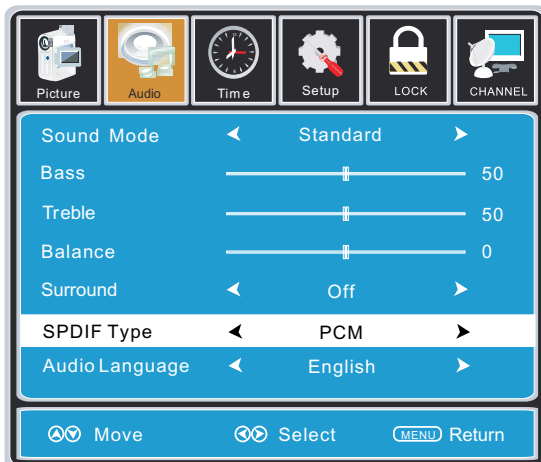 Picture Audio Time Setup LOCK CHANNEL
Sound Mode Standard
Bass 50
Treble 50
Balance 0
Surround Off
SPDIF Type PCM
Audio Language English
Move Select MENU Return